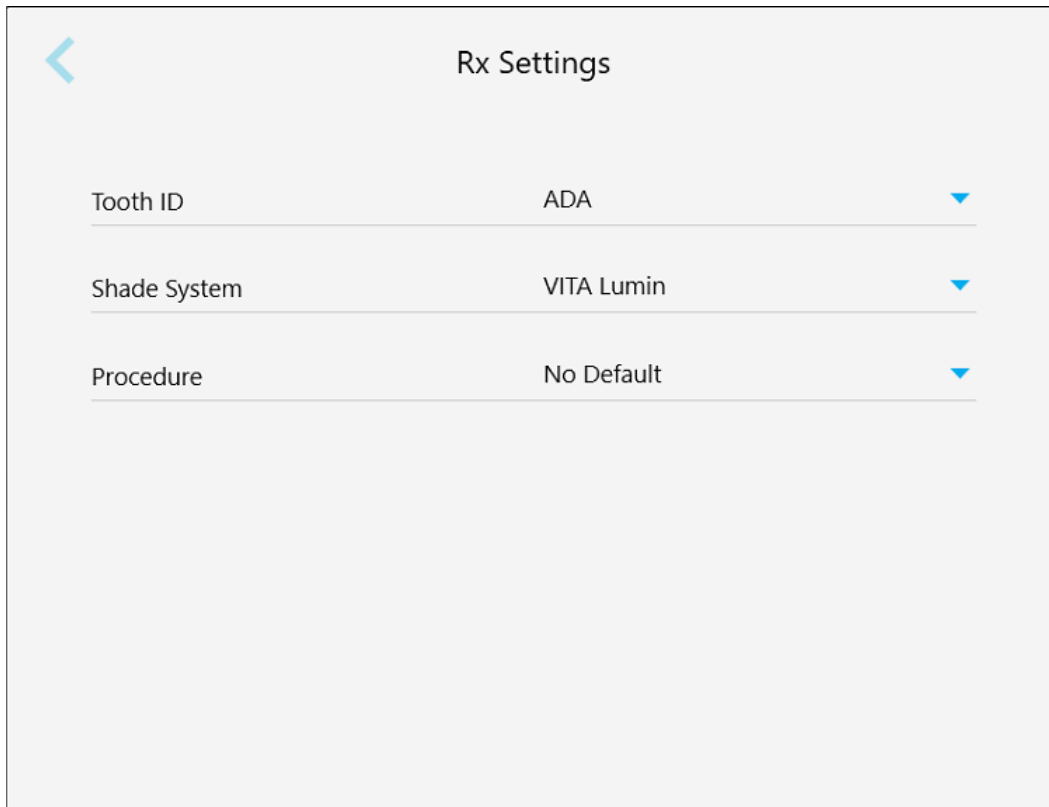 Rx Settings
Tooth ID ADA
Shade System VITA Lumin
Procedure No Default